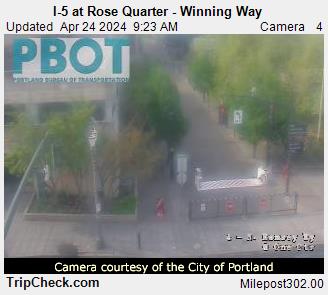 I-5 at Rose Quarter - Winning Way
Updated Apr 24 2024 9:23 AM Camera 4
PBOT
PORTLAND BUREAU OF TRANSPORTATION
Camera courtesy of the City of Portland
TripCheck.com Milepost302.00